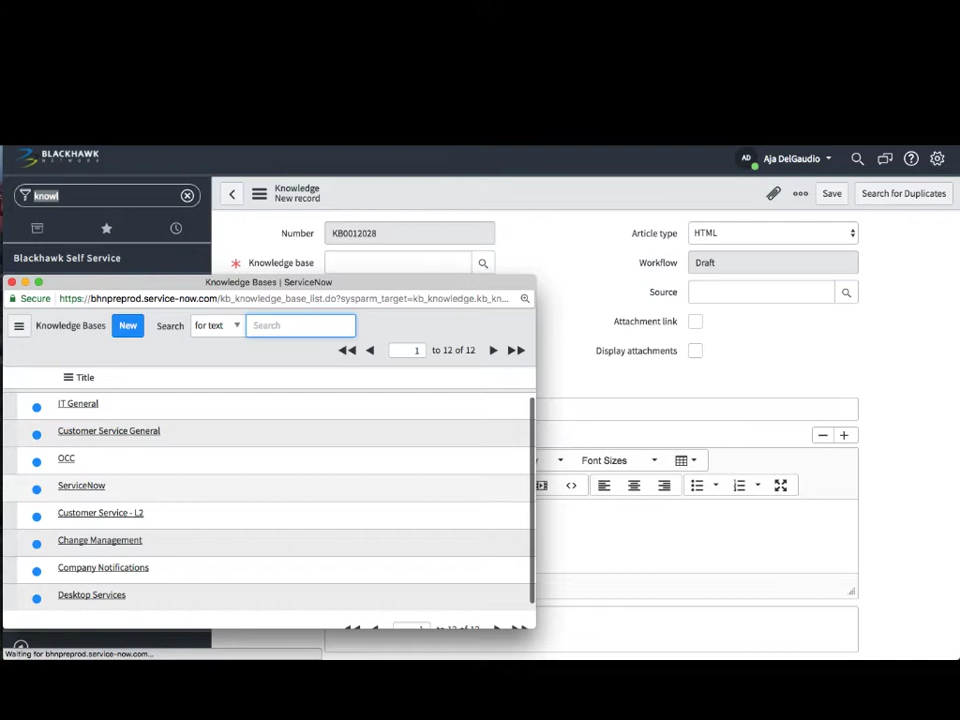 BLACKHAWK
NETWORK
AD
Aja DelGaudio
knowl
Knowledge
New record
Save
Search for Duplicates
Blackhawk Self Service
Number
KB0012028
Article type
HTML
Knowledge base
Workflow
Draft
Source
Attachment link
Display attachments
Knowledge Bases | ServiceNow
Secure
https://bhnpreprod.service-now.com/kb_knowledge_base_list.do?sysparm_target=kb_knowledge.kb_kn...
Knowledge Bases
New
Search
for text
Search
1
to 12 of 12
Title
IT General
Customer Service General
OCC
ServiceNow
Customer Service - L2
Change Management
Company Notifications
Desktop Services
Font Sizes
Waiting for bhnpreprod.service-now.com...